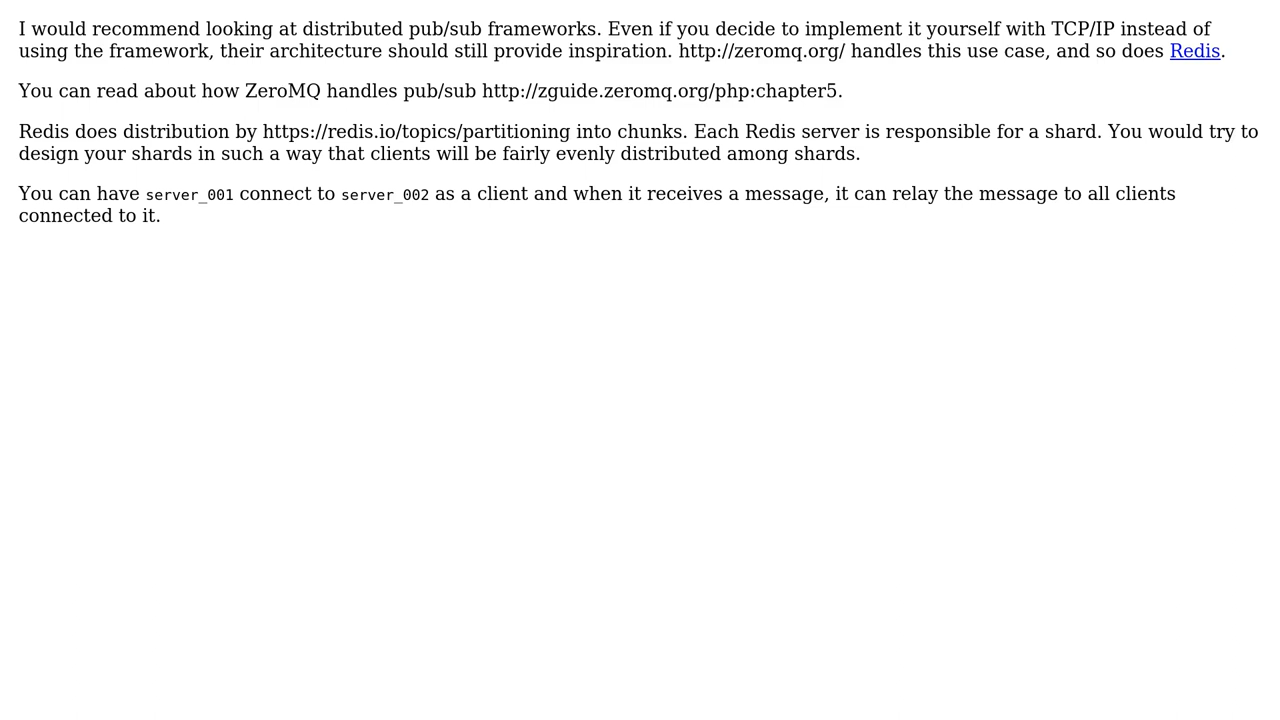 I would recommend looking at distributed pub/sub frameworks. Even if you decide to implement it yourself with TCP/IP instead of
using the framework, their architecture should still provide inspiration. http://zeromq.org/ handles this use case, and so does Redis.
You can read about how ZeroMQ handles pub/sub http://zguide.zeromq.org/php:chapter5.
Redis does distribution by https://redis.io/topics/partitioning into chunks. Each Redis server is responsible for a shard. You would try to
design your shards in such a way that clients will be fairly evenly distributed among shards.
You can have server_001 connect to server_002 as a client and when it receives a message, it can relay the message to all clients
connected to it.